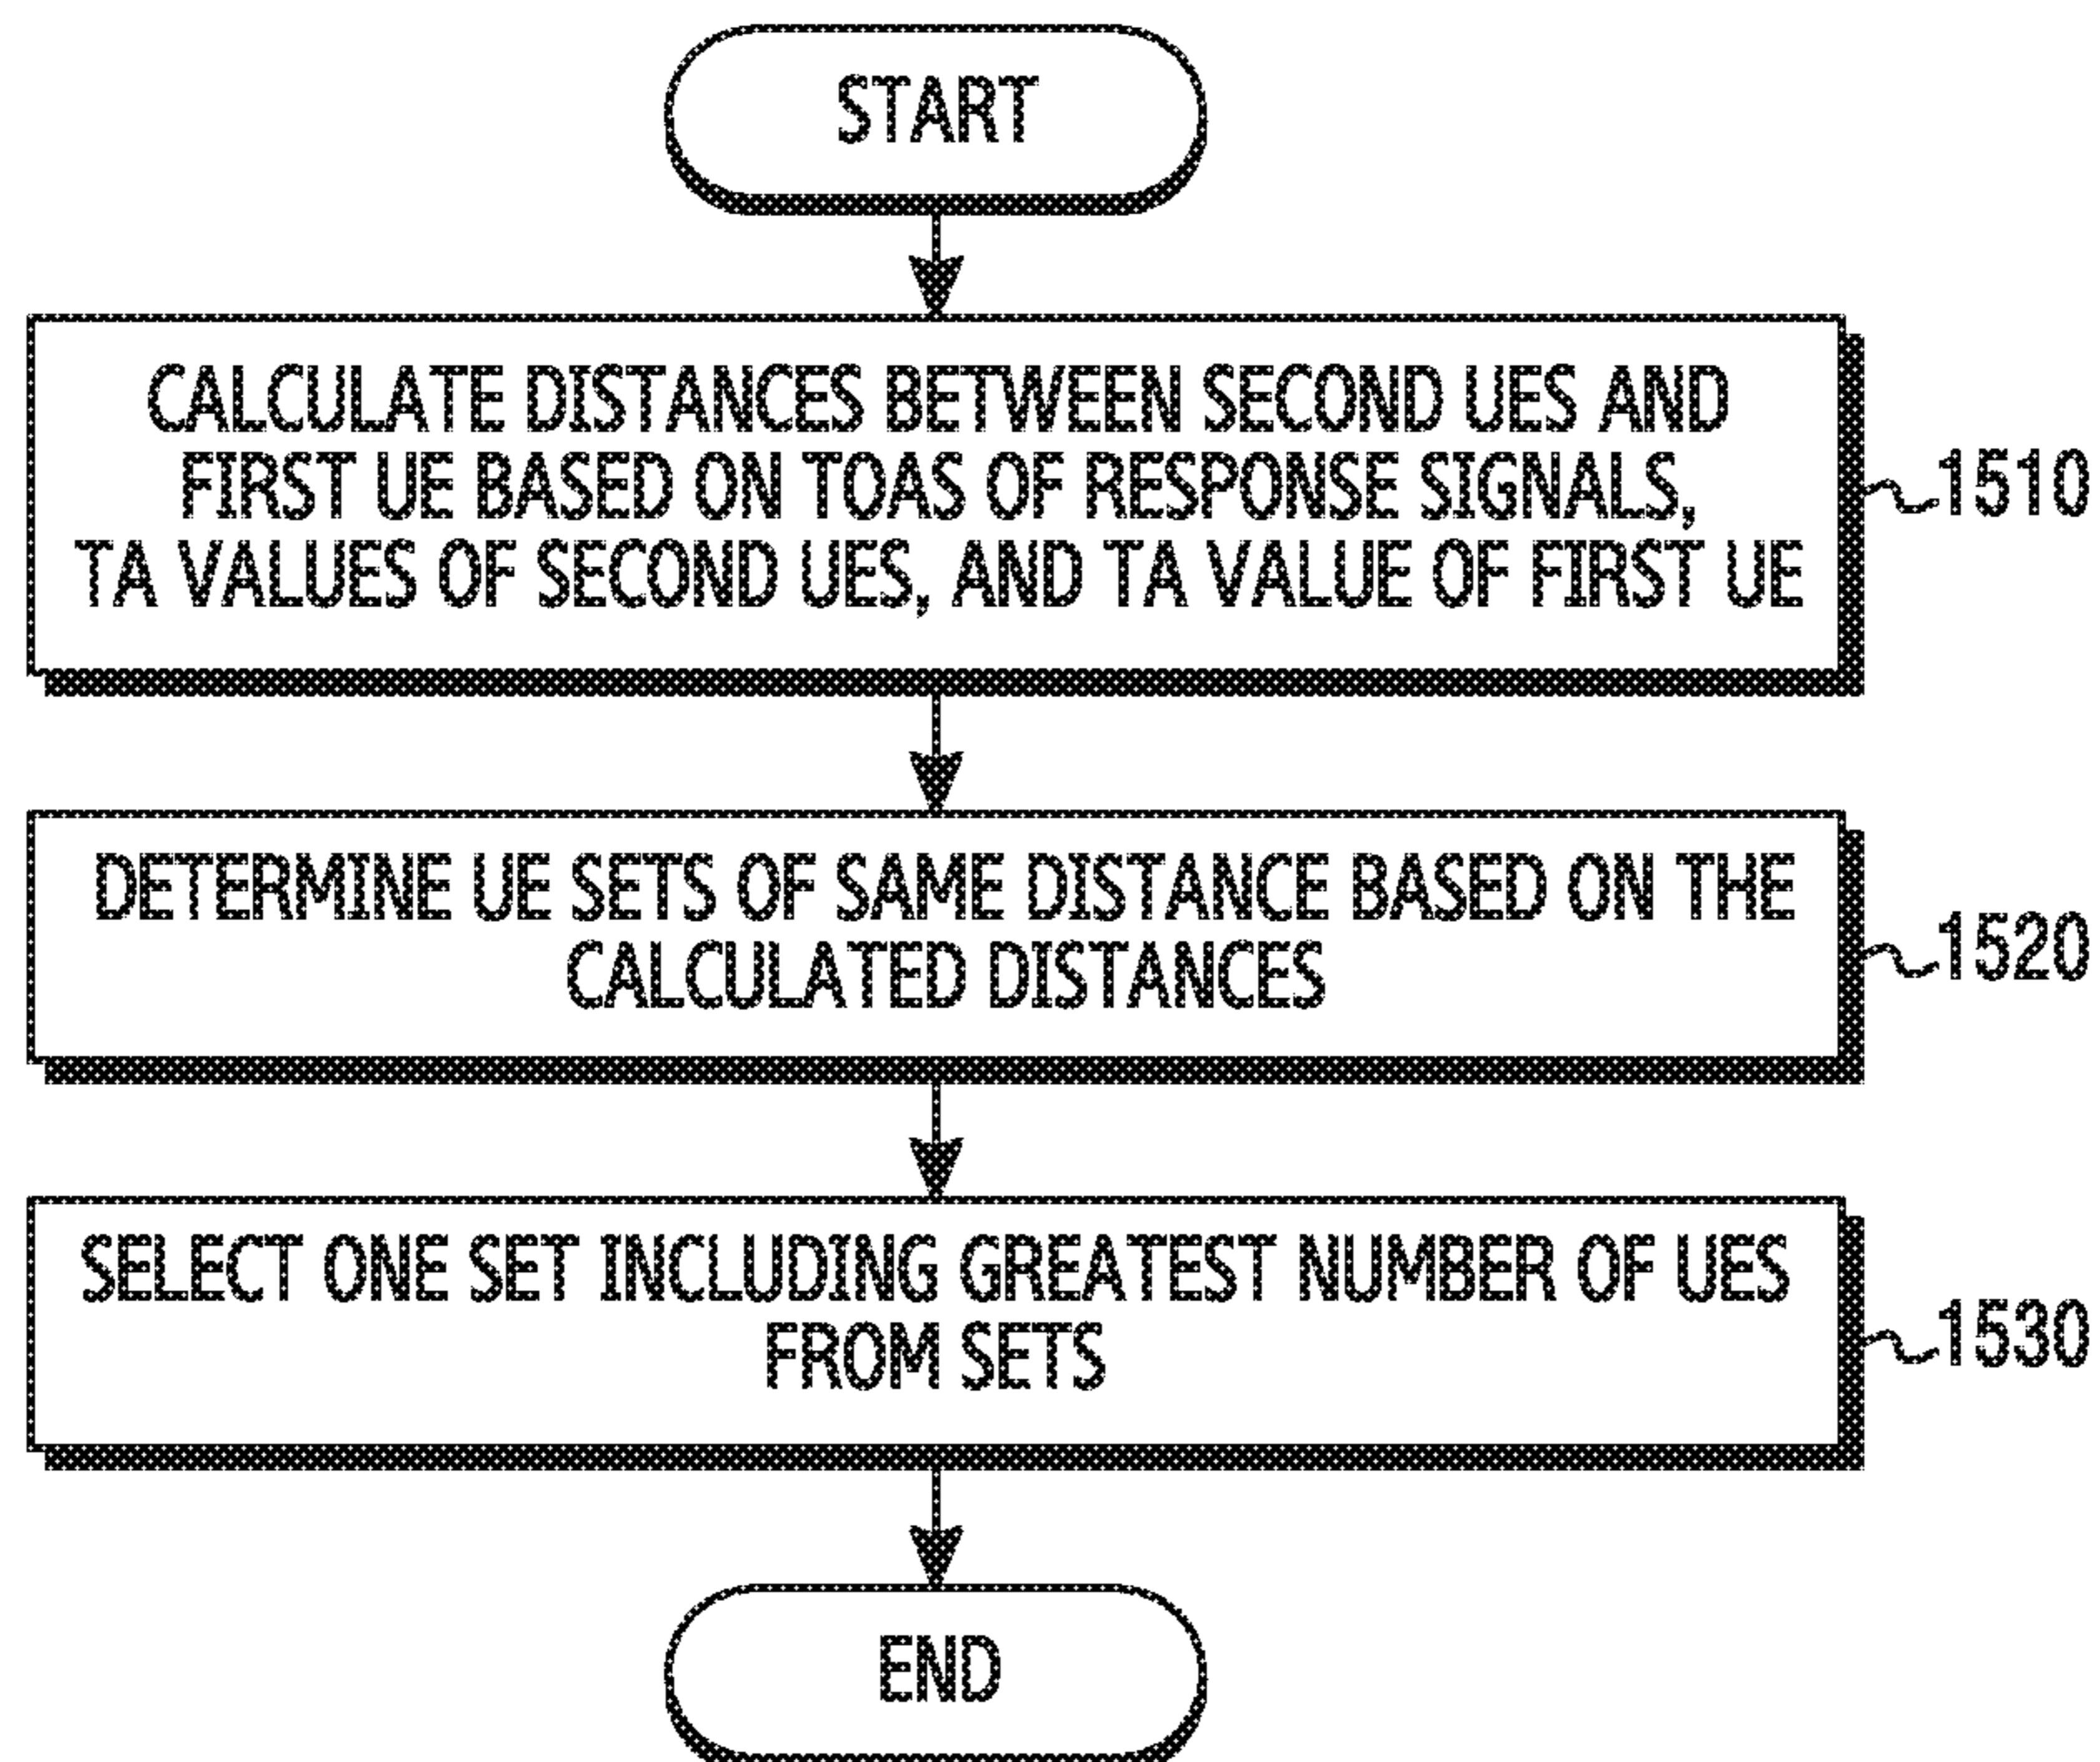 START
CALCULATE DISTANCES BETWEEN SECOND UES AND
FIRST UE BASED ON TOAS OF RESPONSE SIGNALS,
TA VALUES OF SECOND UES, AND TA VALUE OF FIRST UE
1510
DETERMINE UE SETS OF SAME DISTANCE BASED ON THE
CALCULATED DISTANCES
1520
SELECT ONE SET INCLUDING GREATEST NUMBER OF UES
FROM SETS
1530
END